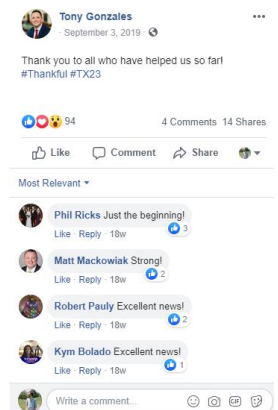 Tony Gonzales
· September 3, 2019 ·
Thank you to all who have helped us so far!
#Thankful #TX23
94
4 Comments 14 Shares
Like Comment Share
Most Relevant
Phil Ricks Just the beginning!
3
Like · Reply · 18w
Matt Mackowiak Strong!
2
Like · Reply · 18w
Robert Pauly Excellent news!
2
Like · Reply · 18w
Kym Bolado Excellent news!
1
Like · Reply · 18w
Write a comment...
GIF